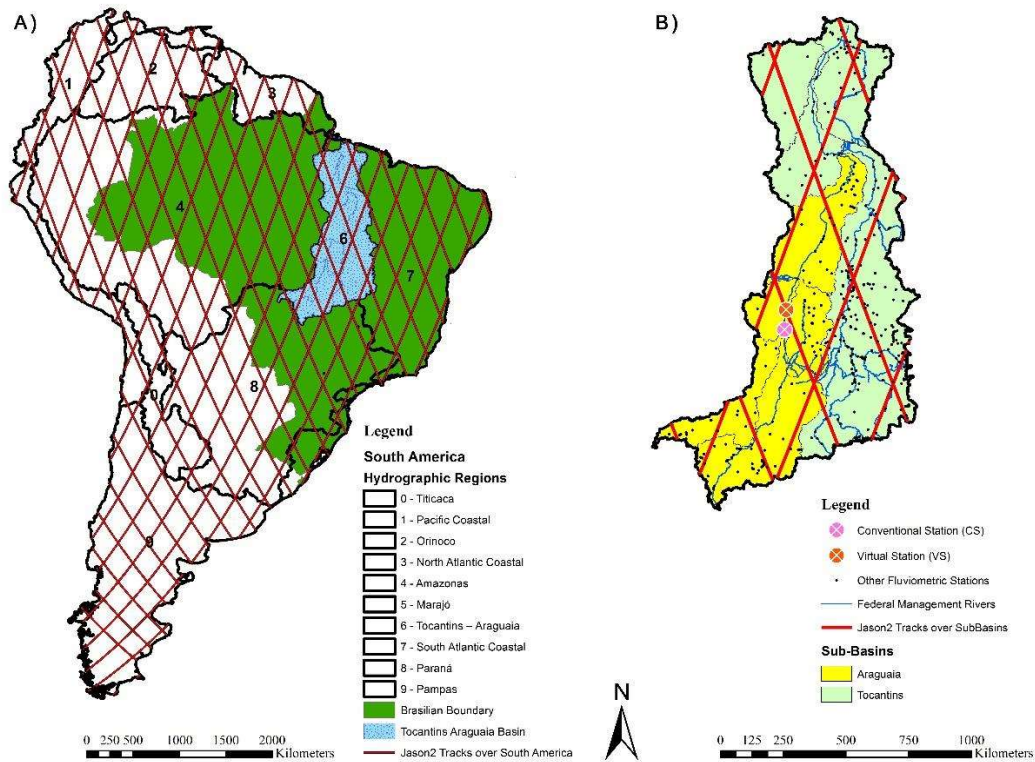 A)
1
2
3
4
6
7
8
0
9
Legend
South America
Hydrographic Regions
0 - Titicaca
1 - Pacific Coastal
2 - Orinoco
3 - North Atlantic Coastal
4 - Amazonas
5 - Marajó
6 - Tocantins – Araguaia
7 - South Atlantic Coastal
8 - Paraná
9 - Pampas
Brasilian Boundary
Tocantins Araguaia Basin
Jason2 Tracks over South America
0 250 500 1000 1500 2000
Kilometers
N
B)
Legend
Conventional Station (CS)
Virtual Station (VS)
Other Fluviometric Stations
Federal Management Rivers
Jason2 Tracks over SubBasins
Sub-Basins
Araguaia
Tocantins
0 125 250 500 750 1000
Kilometers